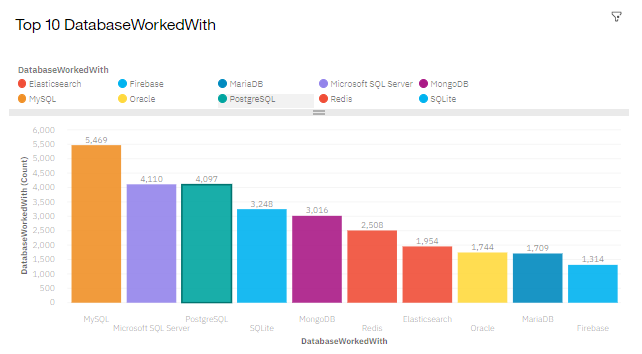 Top 10 DatabaseWorkedWith
DatabaseWorkedWith
Elasticsearch Firebase MariaDB Microsoft SQL Server MongoDB
MySQL Oracle PostgreSQL Redis SQLite
DatabaseWorkedWith (Count)
6,000
5,500
5,000
4,500
4,000
3,500
3,000
2,500
2,000
1,500
1,000
500
0
5,469
4,110
4,097
3,248
3,016
2,508
1,954
1,744
1,709
1,314
MySQL
Microsoft SQL Server
PostgreSQL
SQLite
MongoDB
Redis
Elasticsearch
Oracle
MariaDB
Firebase
DatabaseWorkedWith